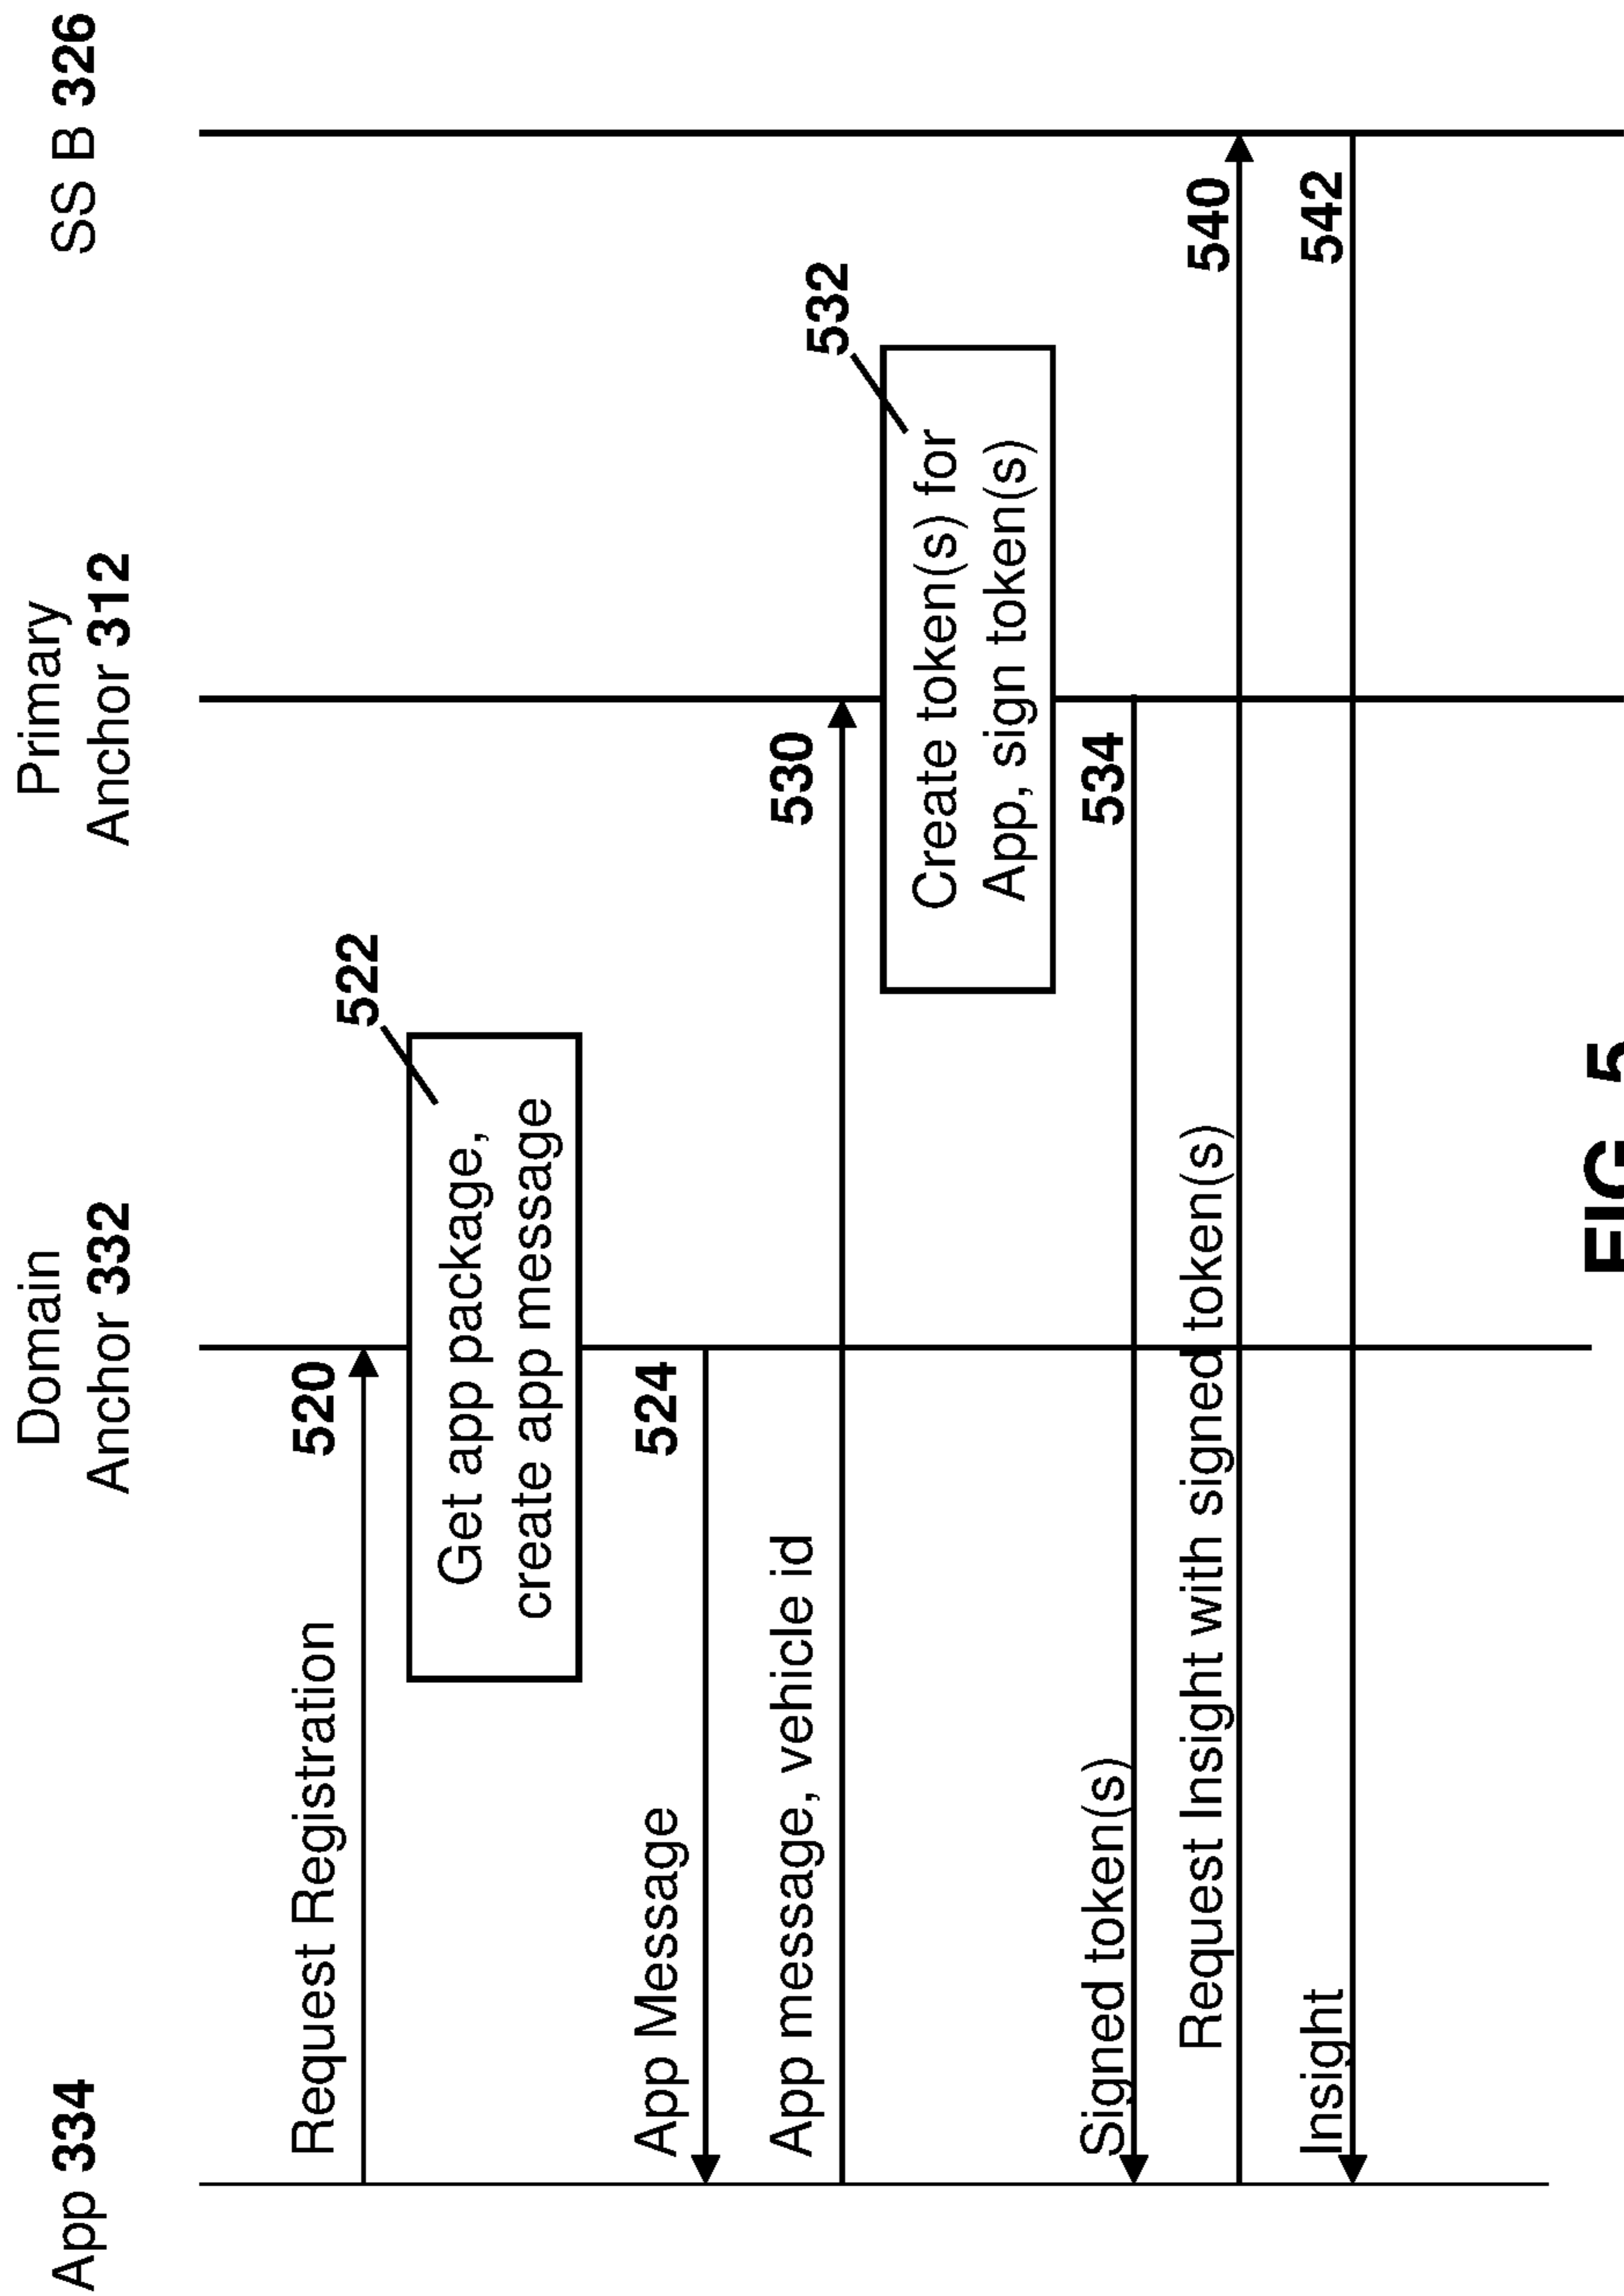 App 334
Domain
Anchor 332
Primary
Anchor 312
SS B 326
Request Registration
520
522
Get app package,
create app message
App Message
524
App message, vehicle id
530
532
Create token(s) for
App, sign token(s)
Signed token(s)
534
Request Insight with signed token(s)
540
Insight
542
FIG. 5